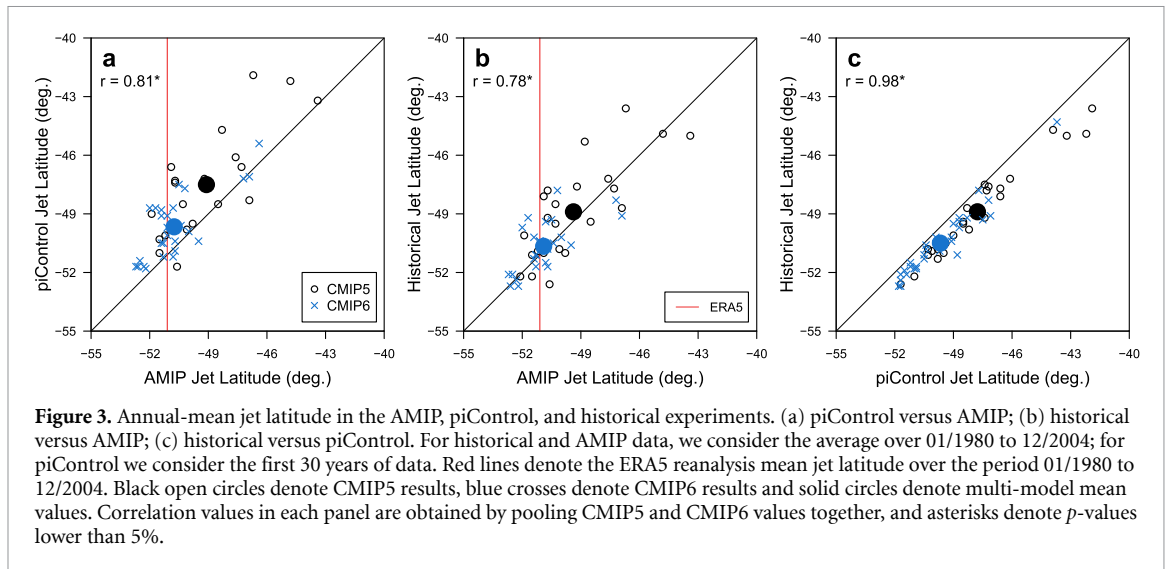 a
r = 0.81*
piControl Jet Latitude (deg.)
−40
−43
−46
−49
−52
−55
−55
−52
−49
−46
−43
−40
AMIP Jet Latitude (deg.)
CMIP5
CMIP6
b
r = 0.78*
Historical Jet Latitude (deg.)
−40
−43
−46
−49
−52
−55
−55
−52
−49
−46
−43
−40
AMIP Jet Latitude (deg.)
ERA5
c
r = 0.98*
Historical Jet Latitude (deg.)
−40
−43
−46
−49
−52
−55
−55
−52
−49
−46
−43
−40
piControl Jet Latitude (deg.)
Figure 3. Annual-mean jet latitude in the AMIP, piControl, and historical experiments. (a) piControl versus AMIP; (b) historical
versus AMIP; (c) historical versus piControl. For historical and AMIP data, we consider the average over 01/1980 to 12/2004; for
piControl we consider the first 30 years of data. Red lines denote the ERA5 reanalysis mean jet latitude over the period 01/1980 to
12/2004. Black open circles denote CMIP5 results, blue crosses denote CMIP6 results and solid circles denote multi-model mean
values. Correlation values in each panel are obtained by pooling CMIP5 and CMIP6 values together, and asterisks denote p-values
lower than 5%.